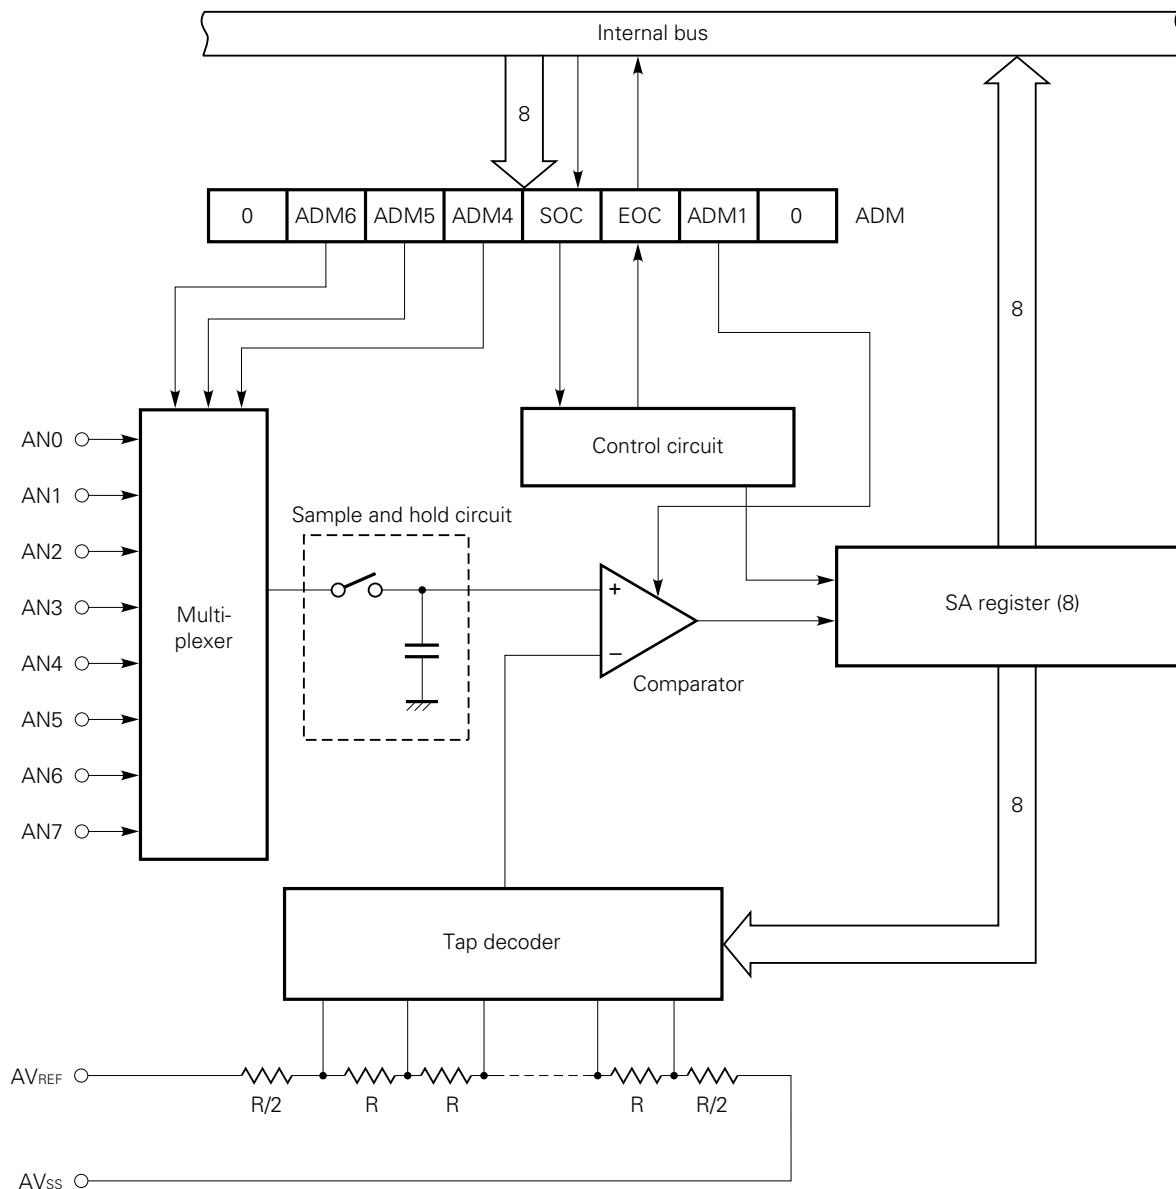 Internal bus
8
0 ADM6 ADM5 ADM4 SOC EOC ADM1 0 ADM
8
AN0
Control circuit
AN1
Sample and hold circuit
AN2
+
AN3
SA register (8)
Multi-
plexer
AN4
−
Comparator
AN5
AN6
8
AN7
Tap decoder
AVREF
R/2 R R R R/2
AVSS